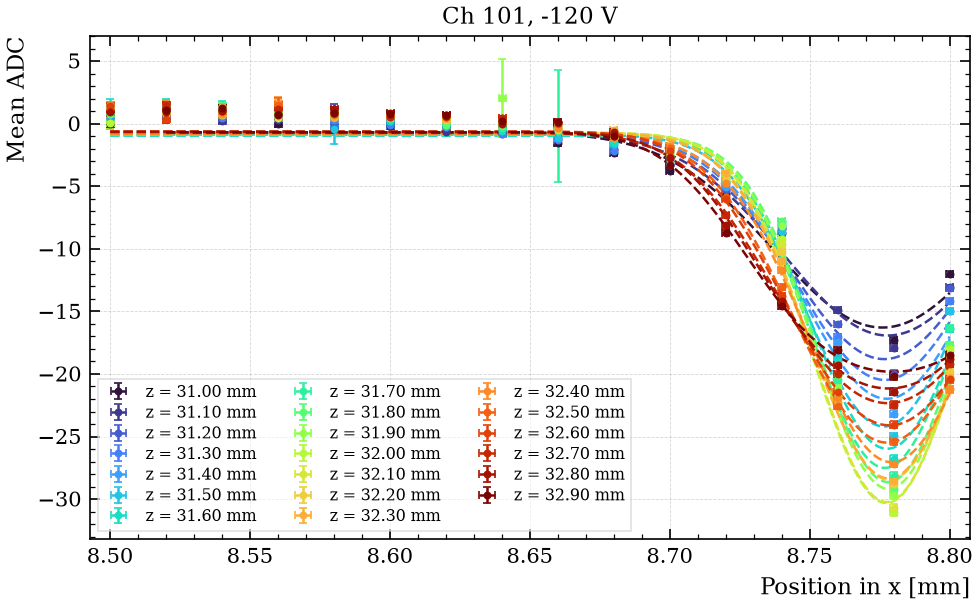 Ch 101, -120 V
Mean ADC
5
0
−5
−10
−15
−20
−25
−30
z = 31.00 mm
z = 31.10 mm
z = 31.20 mm
z = 31.30 mm
z = 31.40 mm
z = 31.50 mm
z = 31.60 mm
z = 31.70 mm
z = 31.80 mm
z = 31.90 mm
z = 32.00 mm
z = 32.10 mm
z = 32.20 mm
z = 32.30 mm
z = 32.40 mm
z = 32.50 mm
z = 32.60 mm
z = 32.70 mm
z = 32.80 mm
z = 32.90 mm
8.50 8.55 8.60 8.65 8.70 8.75 8.80
Position in x [mm]